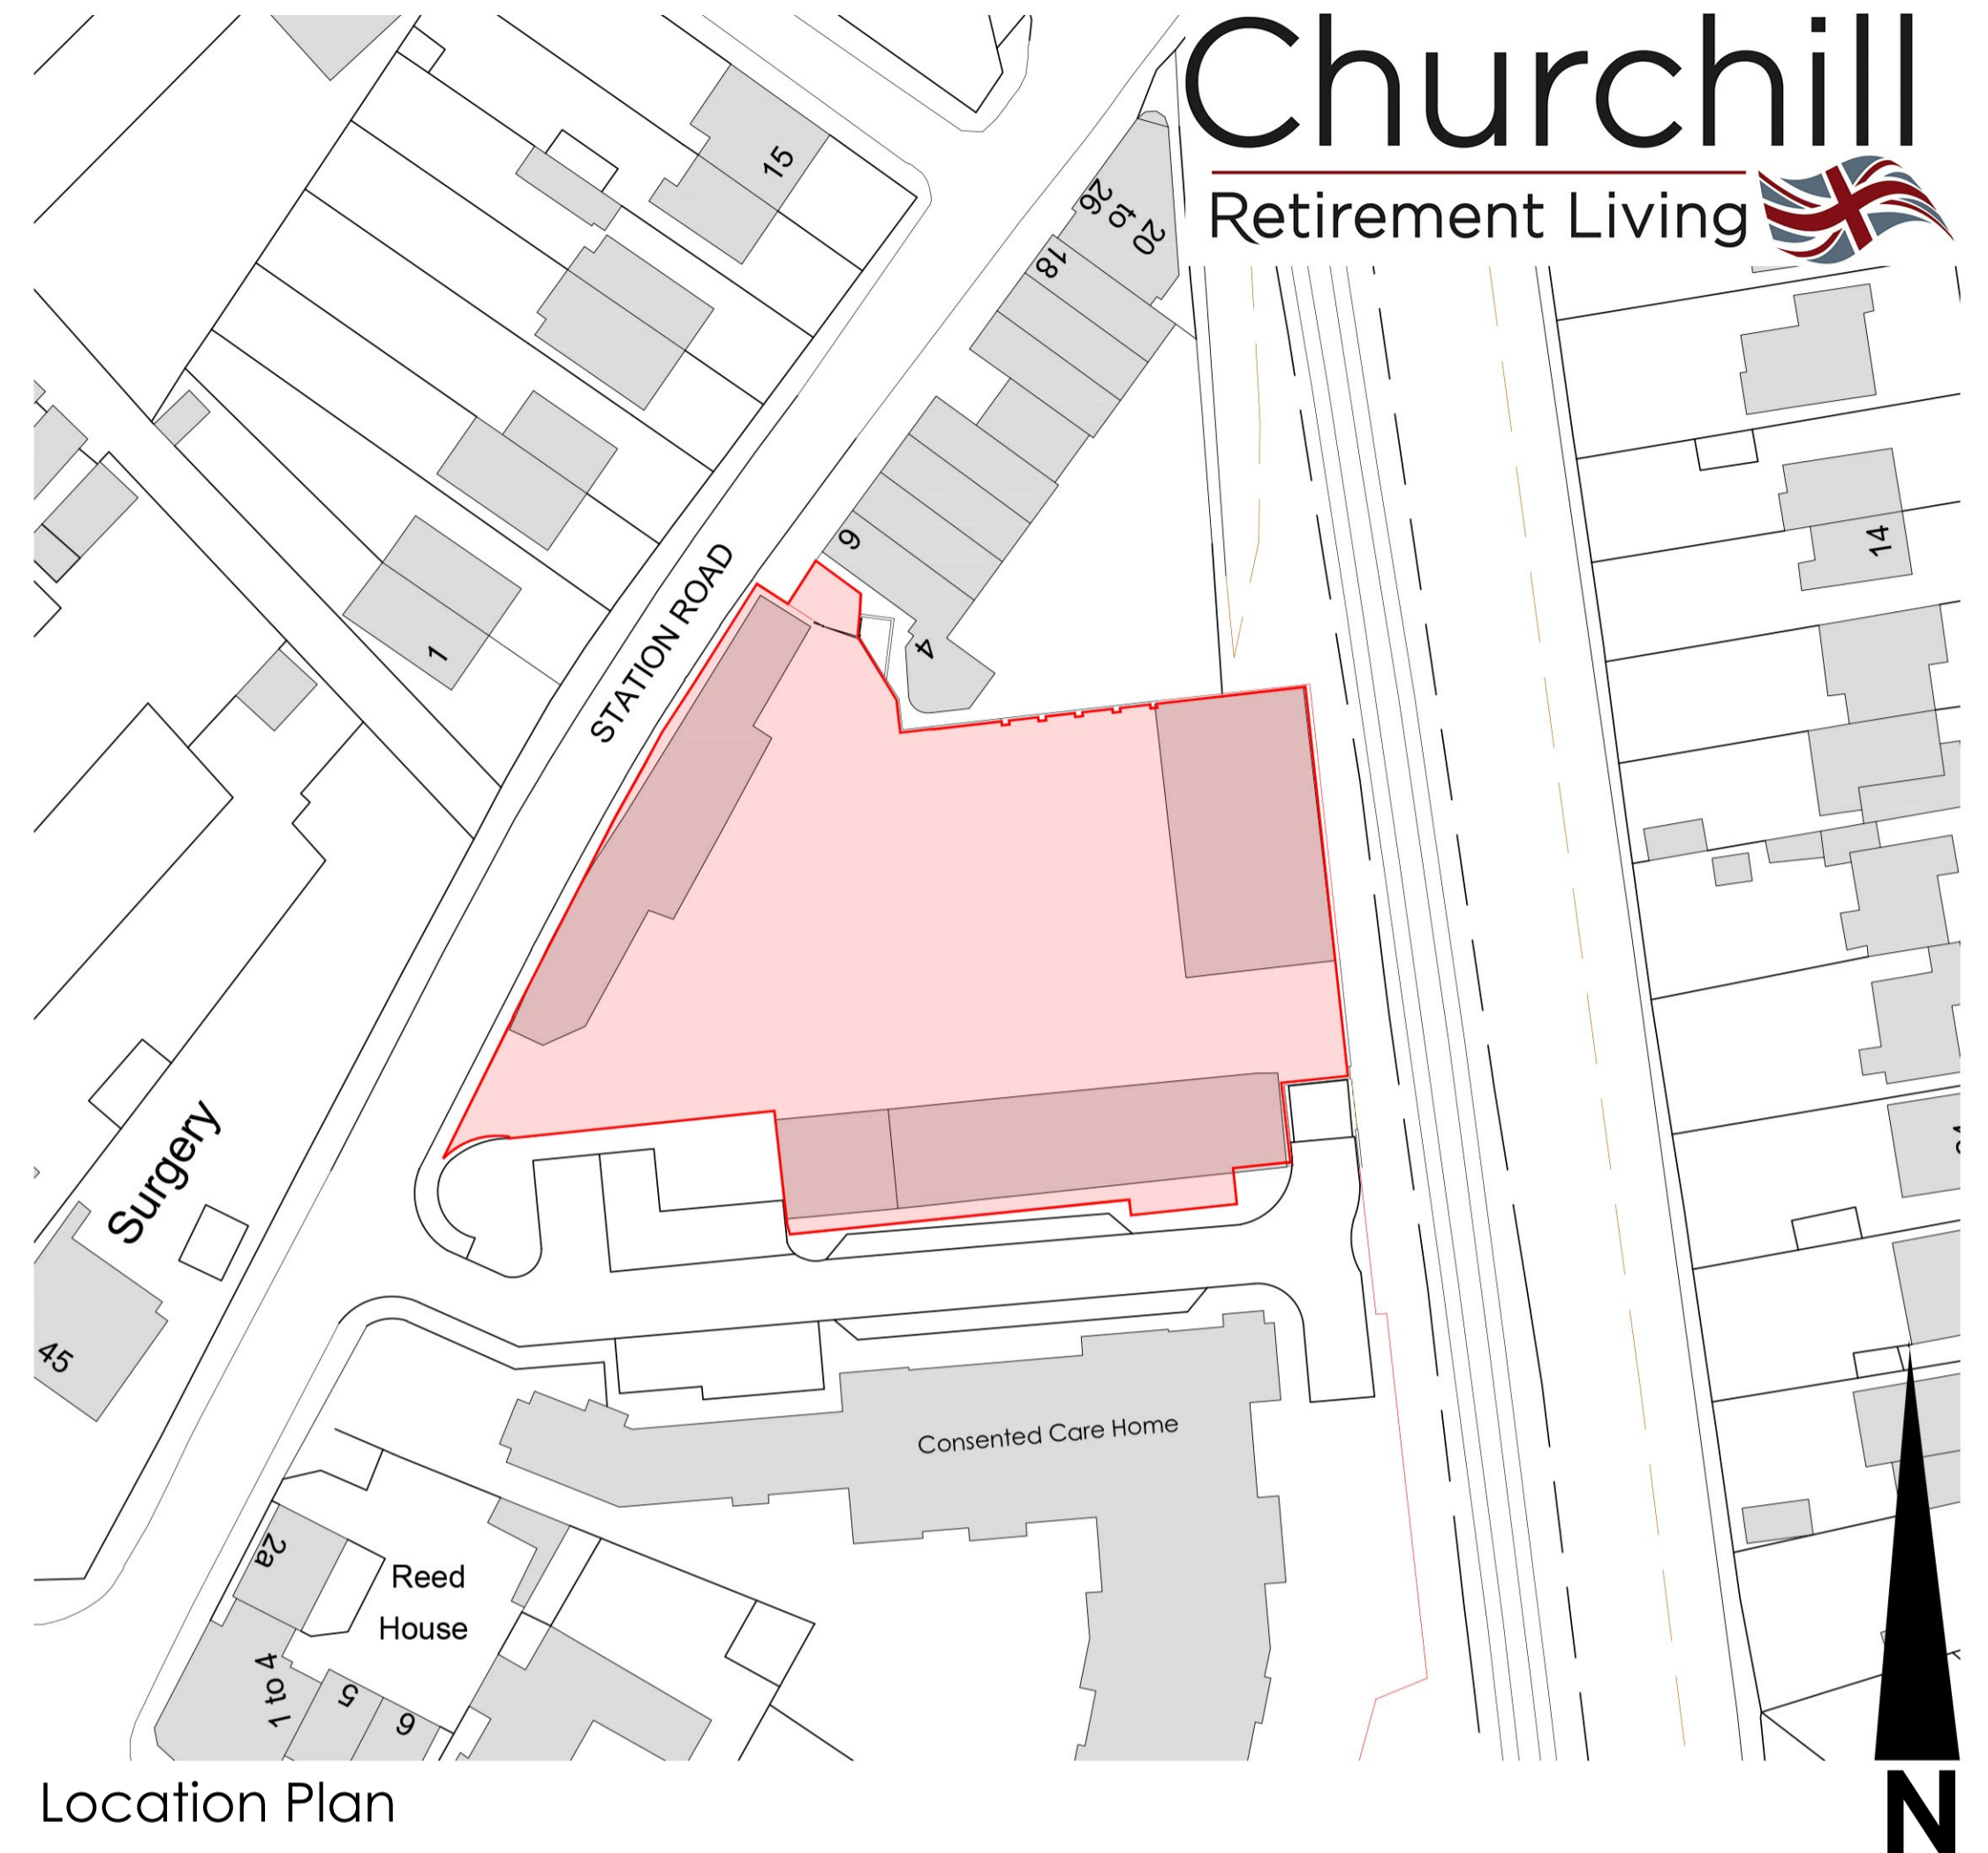 Churchill
Retirement Living
15
20
to
26
18
14
6
STATION ROAD
1
4
Surgery
45
Consented Care Home
2a
Reed
House
1 to 4
5
6
Location Plan
N